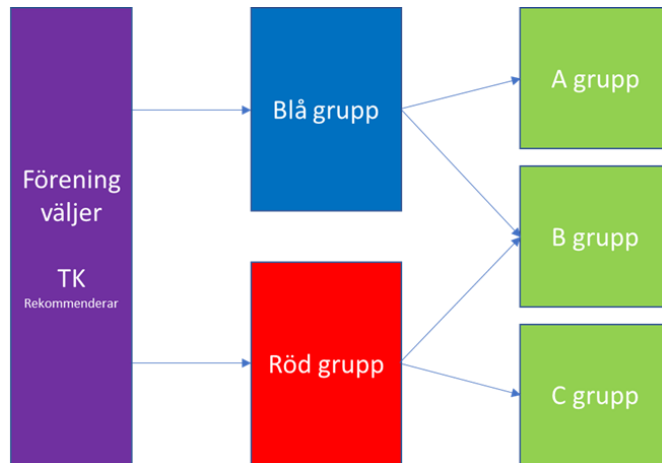 Förening
väljer
TK
Rekommenderar
Blå grupp
Röd grupp
A grupp
B grupp
C grupp